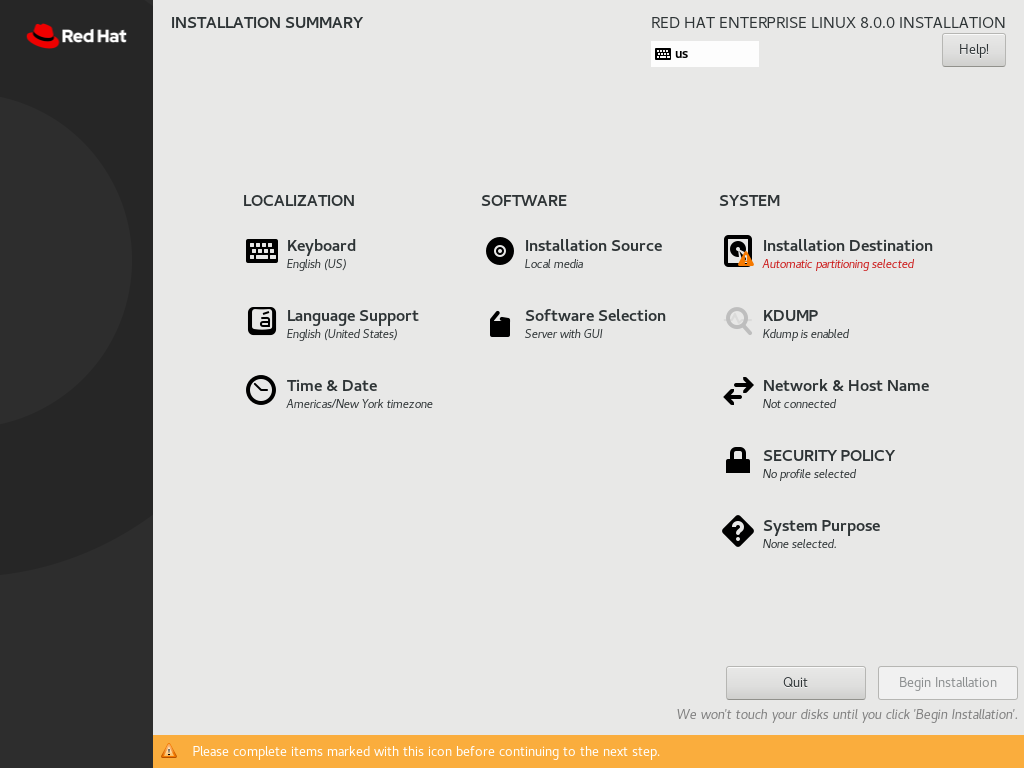 Red Hat
INSTALLATION SUMMARY
RED HAT ENTERPRISE LINUX 8.0.0 INSTALLATION
us
Help!
LOCALIZATION
Keyboard
English (US)
Language Support
English (United States)
Time & Date
Americas/New York timezone
SOFTWARE
Installation Source
Local media
Software Selection
Server with GUI
SYSTEM
Installation Destination
Automatic partitioning selected
KDUMP
Kdump is enabled
Network & Host Name
Not connected
SECURITY POLICY
No profile selected
System Purpose
None selected.
Quit
Begin Installation
We won't touch your disks until you click 'Begin Installation'.
Please complete items marked with this icon before continuing to the next step.